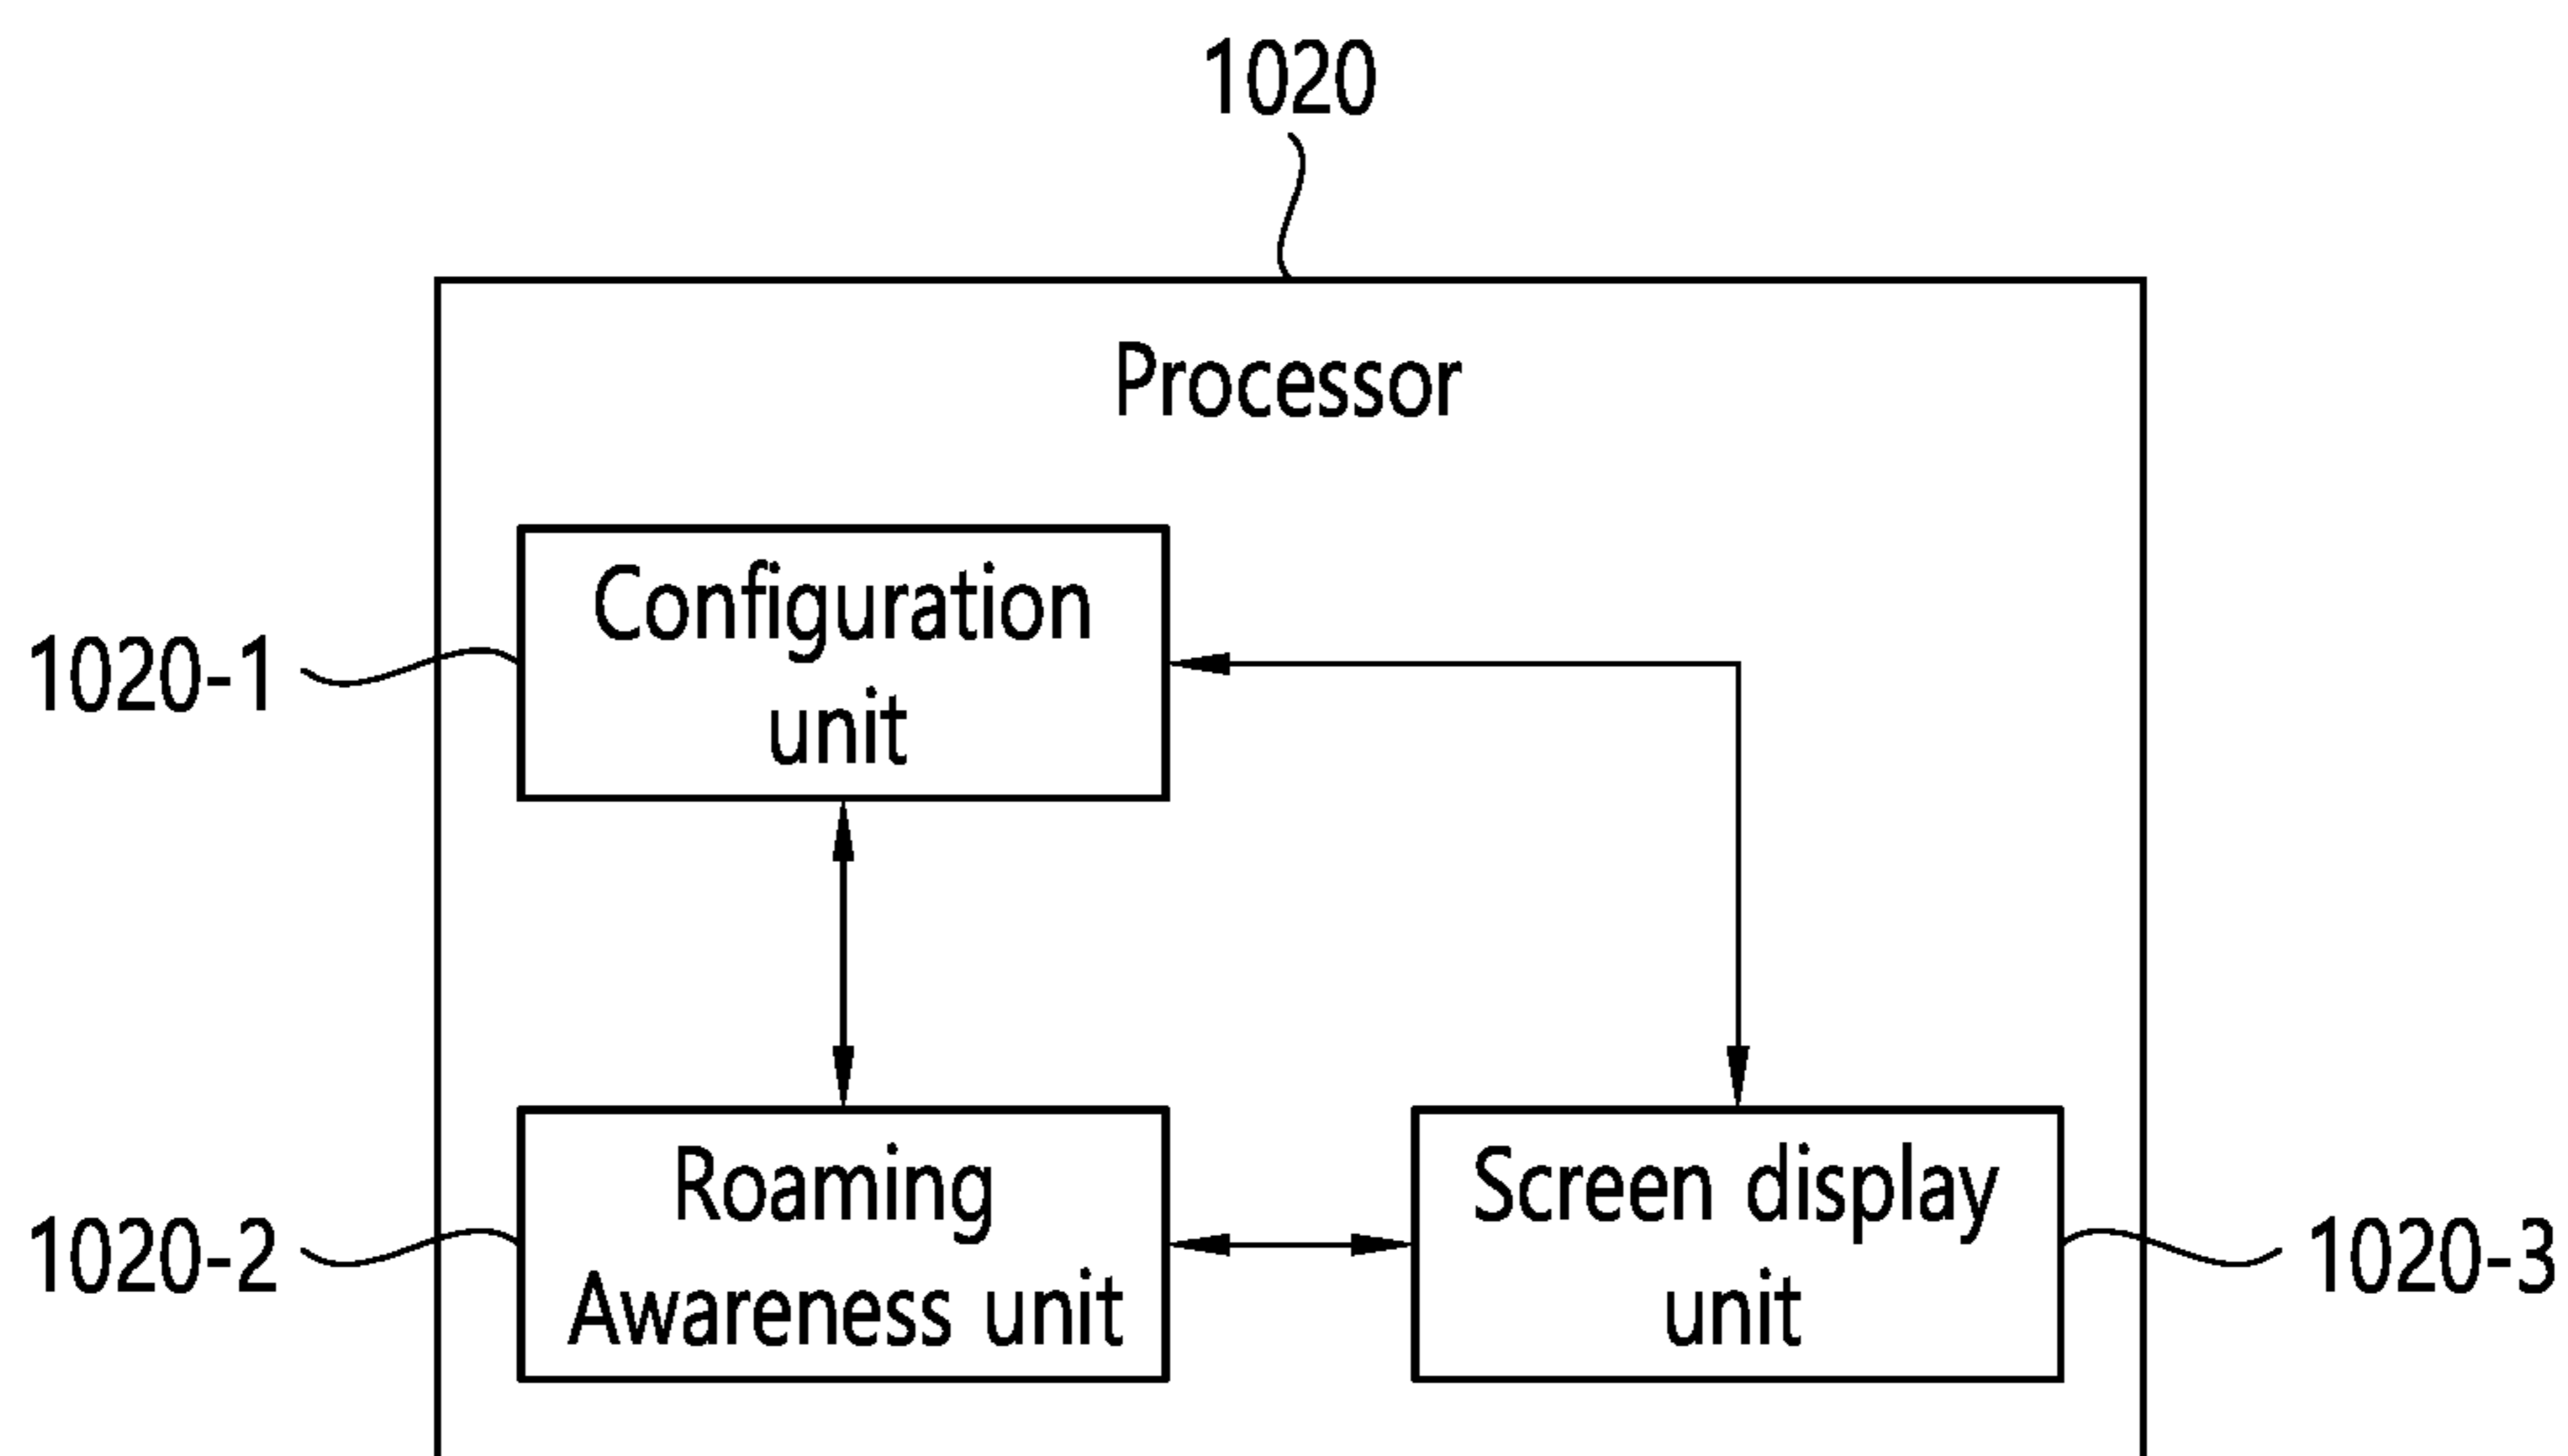 1020
Processor
Configuration
unit
1020-1
Roaming
Awareness unit
1020-2
Screen display
unit
1020-3